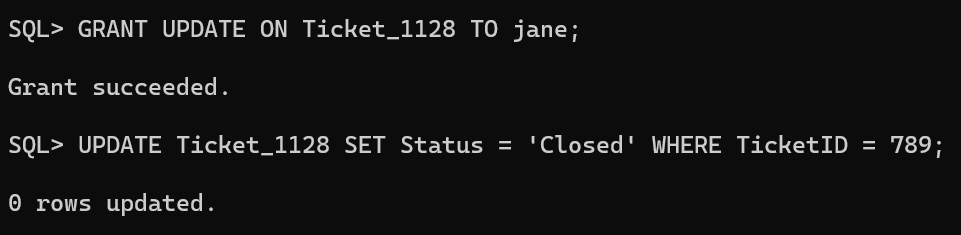 SQL> GRANT UPDATE ON Ticket_1128 TO jane;
Grant succeeded.
SQL> UPDATE Ticket_1128 SET Status = 'Closed' WHERE TicketID = 789;
0 rows updated.